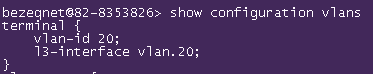 bezeqnet@82-8353826> show configuration vlans
terminal {
    vlan-id 20;
    l3-interface vlan.20;
}